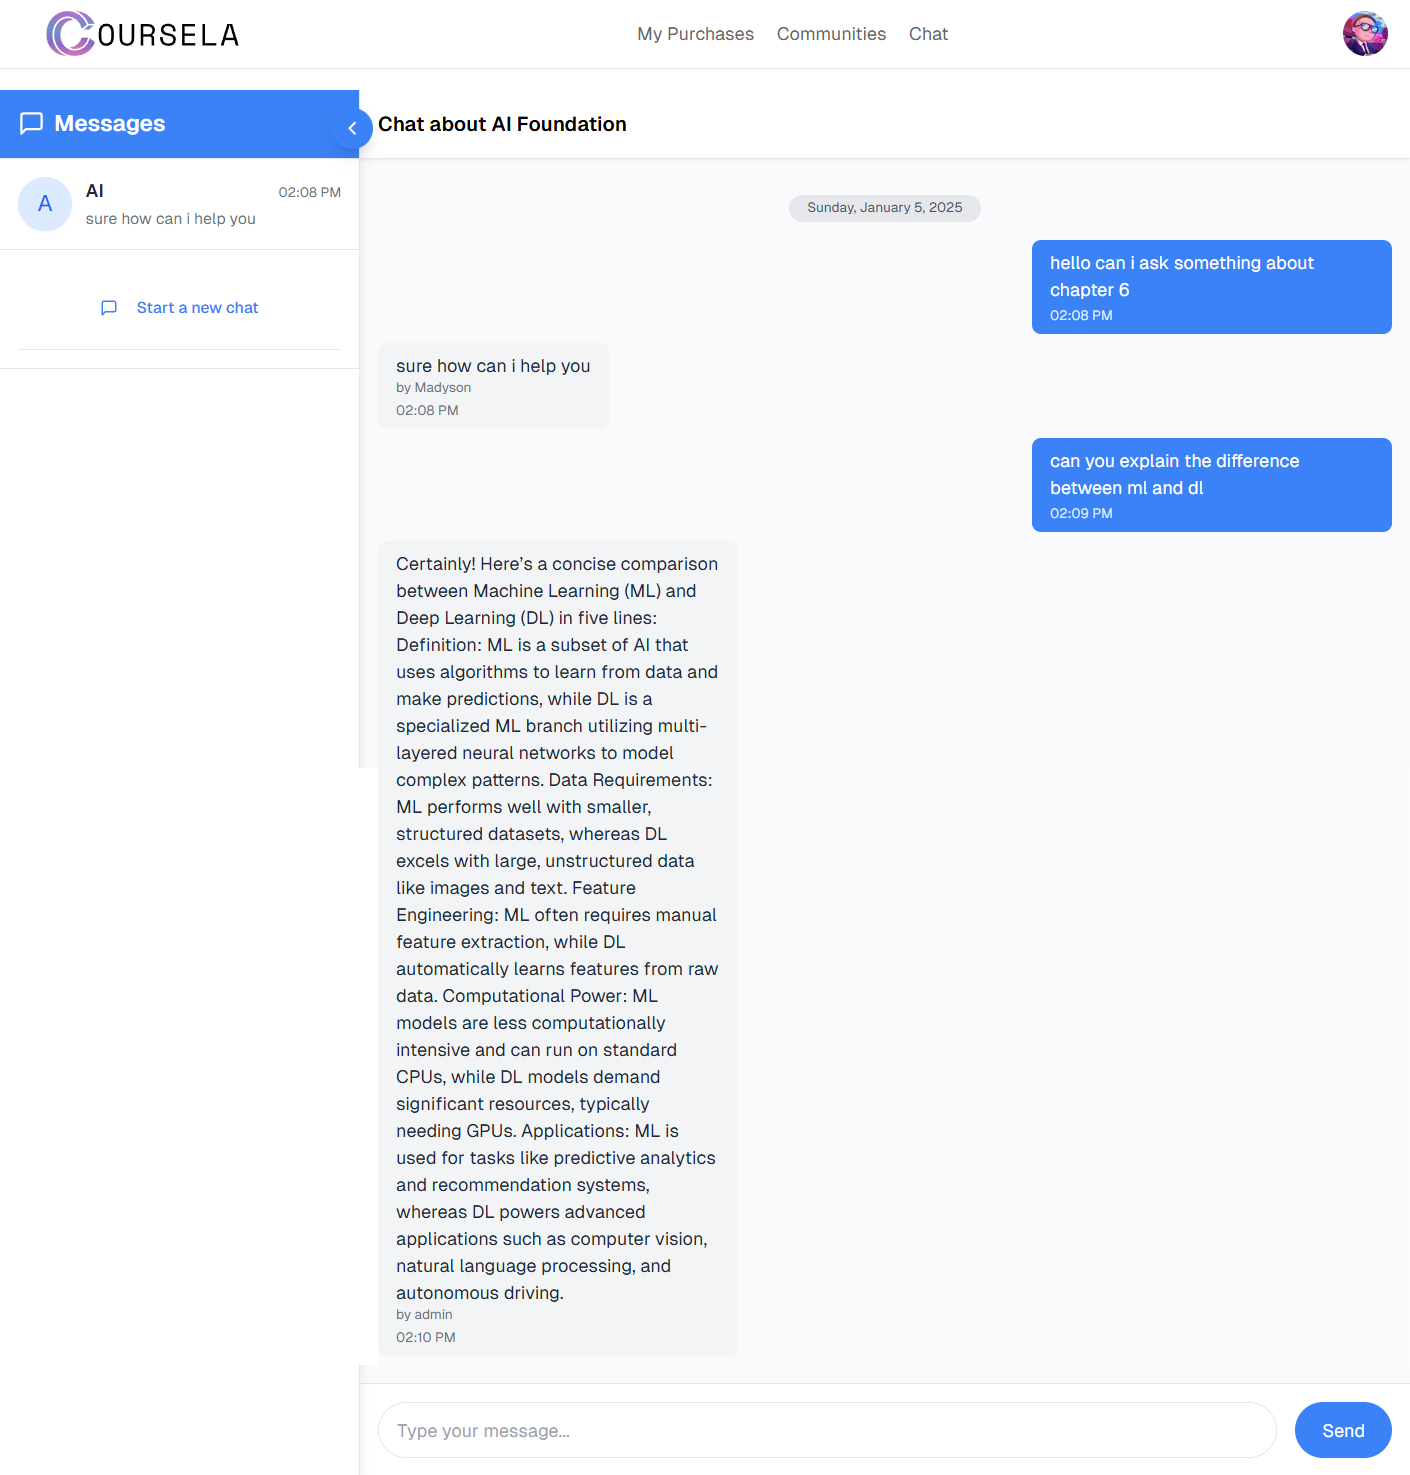 COURSELA
My Purchases Communities Chat
Messages
Chat about AI Foundation
A
AI
02:08 PM
sure how can i help you
Start a new chat
Sunday, January 5, 2025
hello can i ask something about
chapter 6
02:08 PM
sure how can i help you
by Madyson
02:08 PM
can you explain the difference
between ml and dl
02:09 PM
Certainly! Here’s a concise comparison
between Machine Learning (ML) and
Deep Learning (DL) in five lines:
Definition: ML is a subset of AI that
uses algorithms to learn from data and
make predictions, while DL is a
specialized ML branch utilizing multi-
layered neural networks to model
complex patterns. Data Requirements:
ML performs well with smaller,
structured datasets, whereas DL
excels with large, unstructured data
like images and text. Feature
Engineering: ML often requires manual
feature extraction, while DL
automatically learns features from raw
data. Computational Power: ML
models are less computationally
intensive and can run on standard
CPUs, while DL models demand
significant resources, typically
needing GPUs. Applications: ML is
used for tasks like predictive analytics
and recommendation systems,
whereas DL powers advanced
applications such as computer vision,
natural language processing, and
autonomous driving.
by admin
02:10 PM
Type your message...
Send